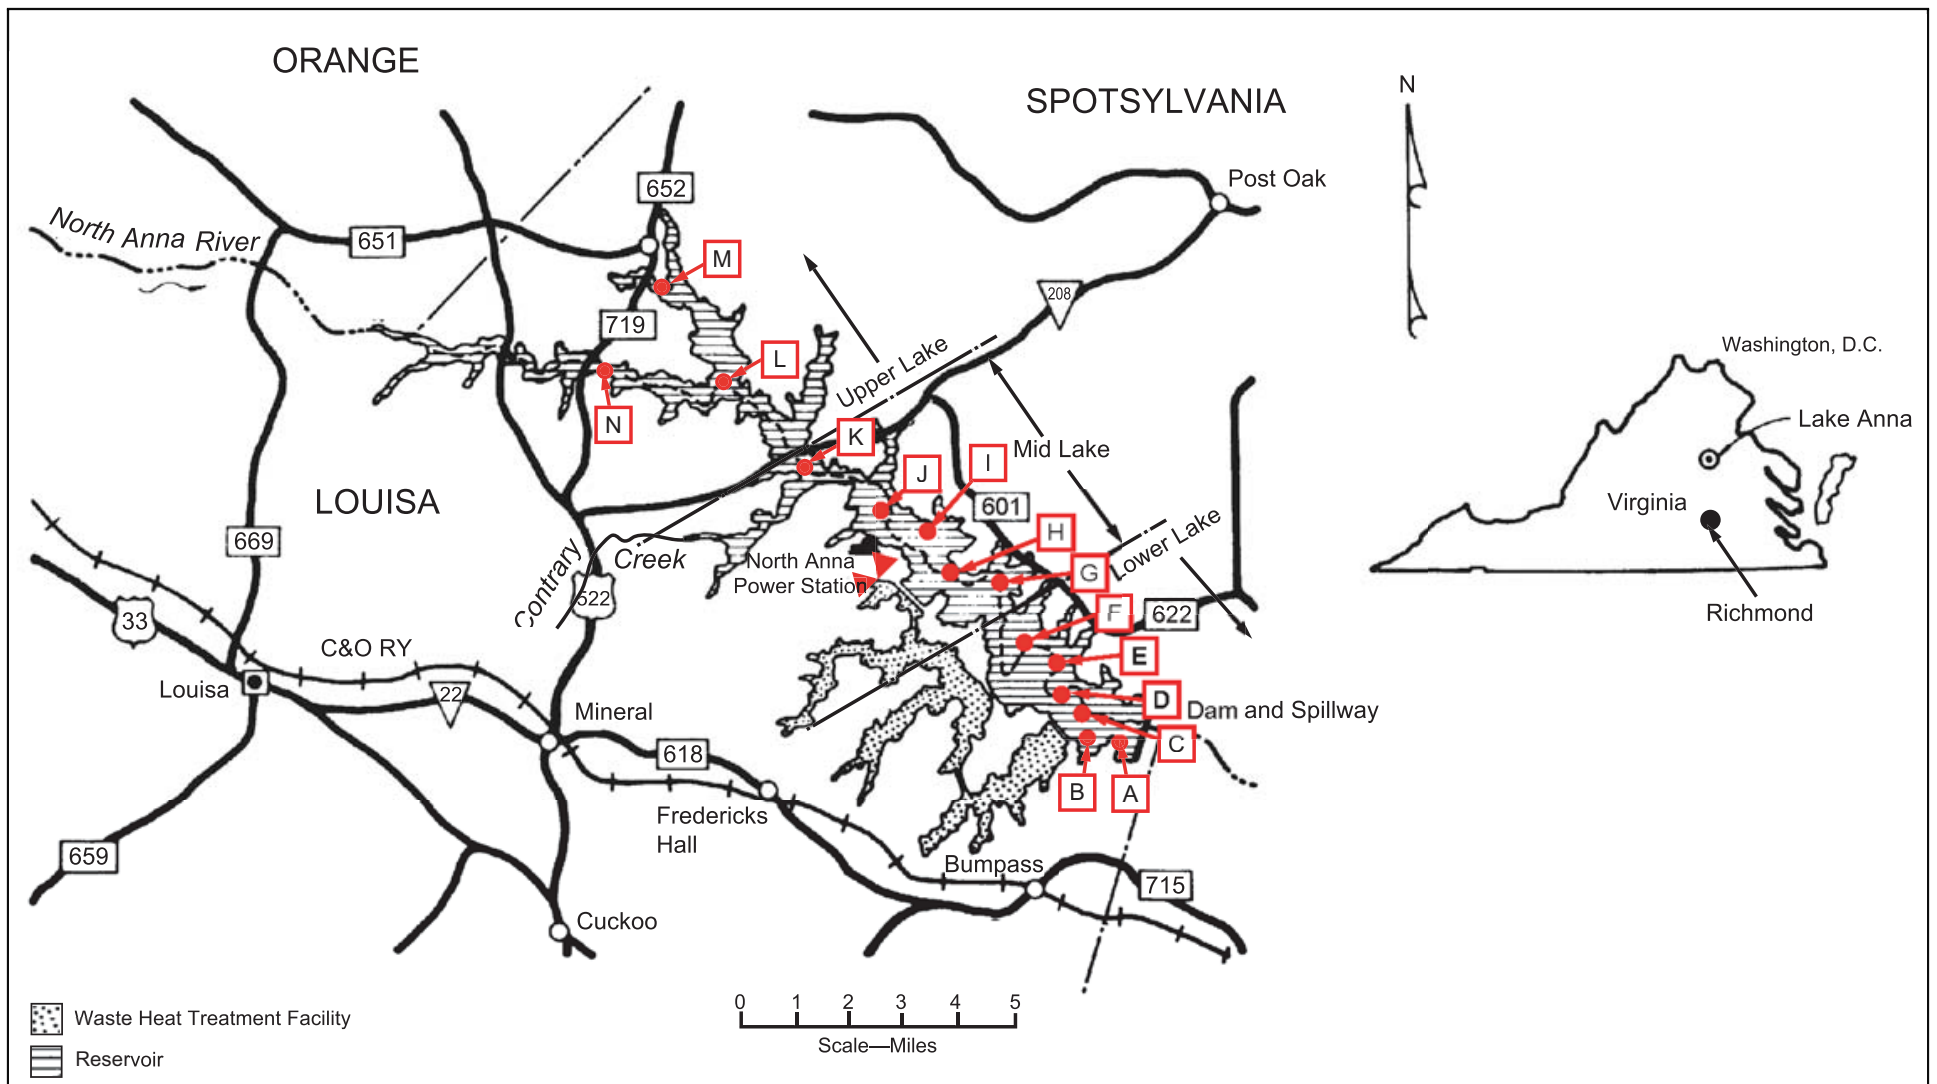 ORANGE
SPOTSYLVANIA
N
652
Post Oak
North Anna River
651
M
208
719
Washington, D.C.
L
Upper Lake
Lake Anna
N
K
Mid Lake
J
I
LOUISA
601
Virginia
H
669
Contrary
Creek
North Anna
Power Station
G
Lower Lake
522
F
622
Richmond
33
C&O RY
E
Louisa
22
D
Mineral
Dam and Spillway
618
C
B
A
Fredericks
Hall
659
Bumpass
715
Cuckoo
0 1 2 3 4 5
Scale—Miles
Waste Heat Treatment Facility
Reservoir